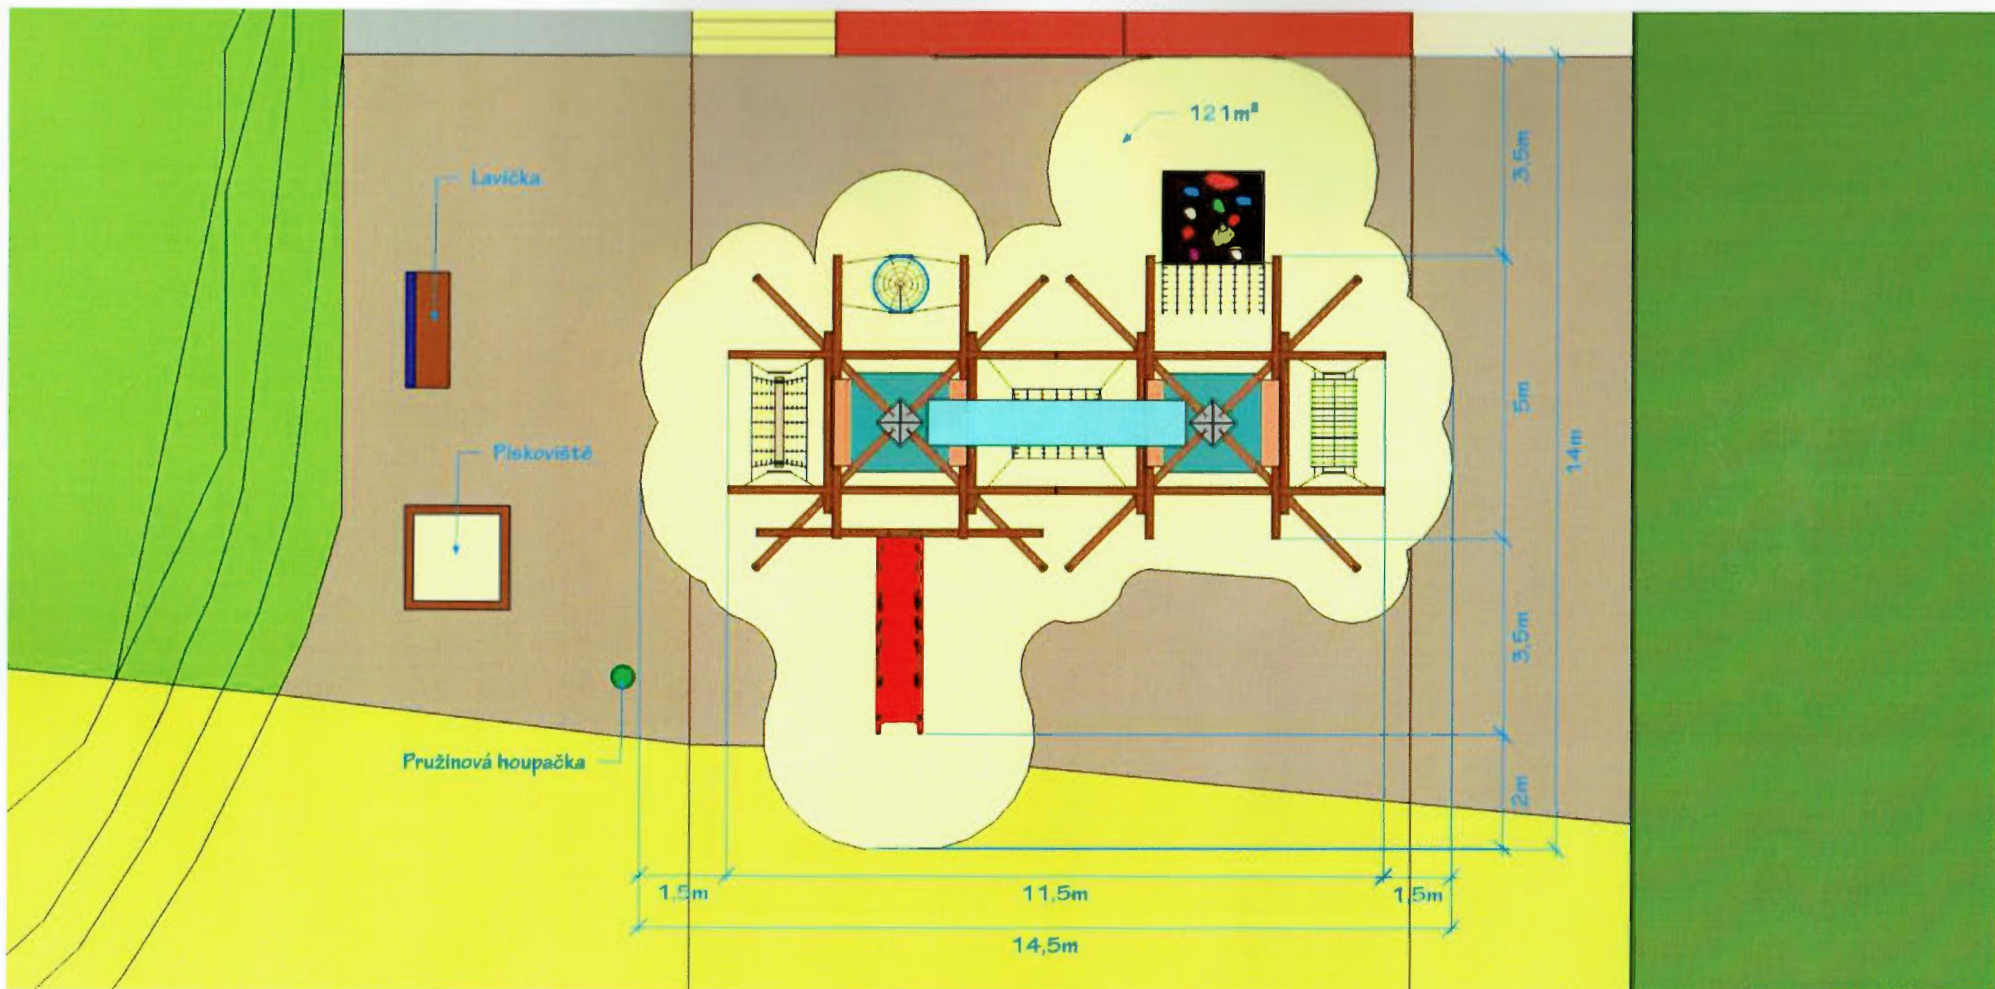 121m²
3,5m
Lavička
5m
14m
Pískoviště
3,5m
Pružinová houpačka
2m
1,5m
11,5m
1,5m
14,5m